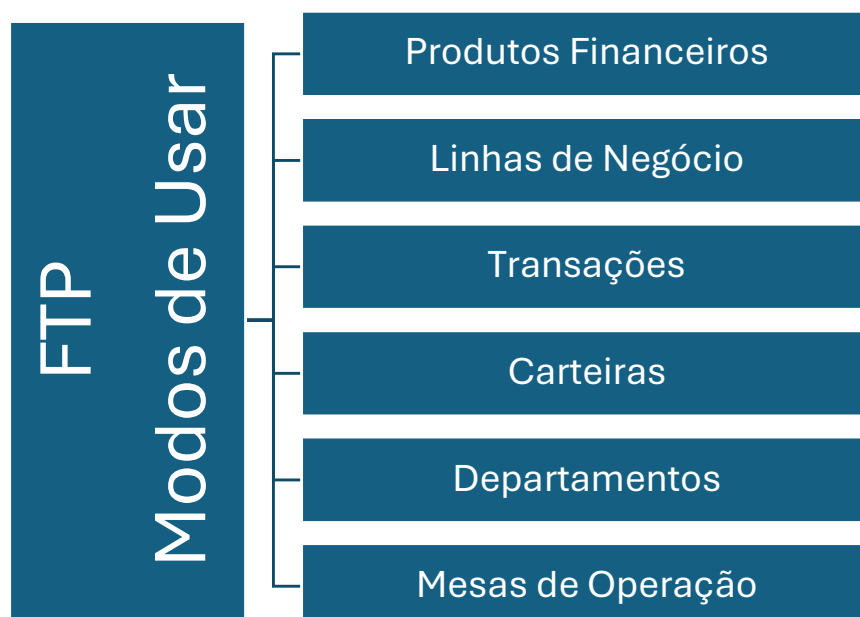 FTP
Modos de Usar
Produtos Financeiros
Linhas de Negócio
Transações
Carteiras
Departamentos
Mesas de Operação